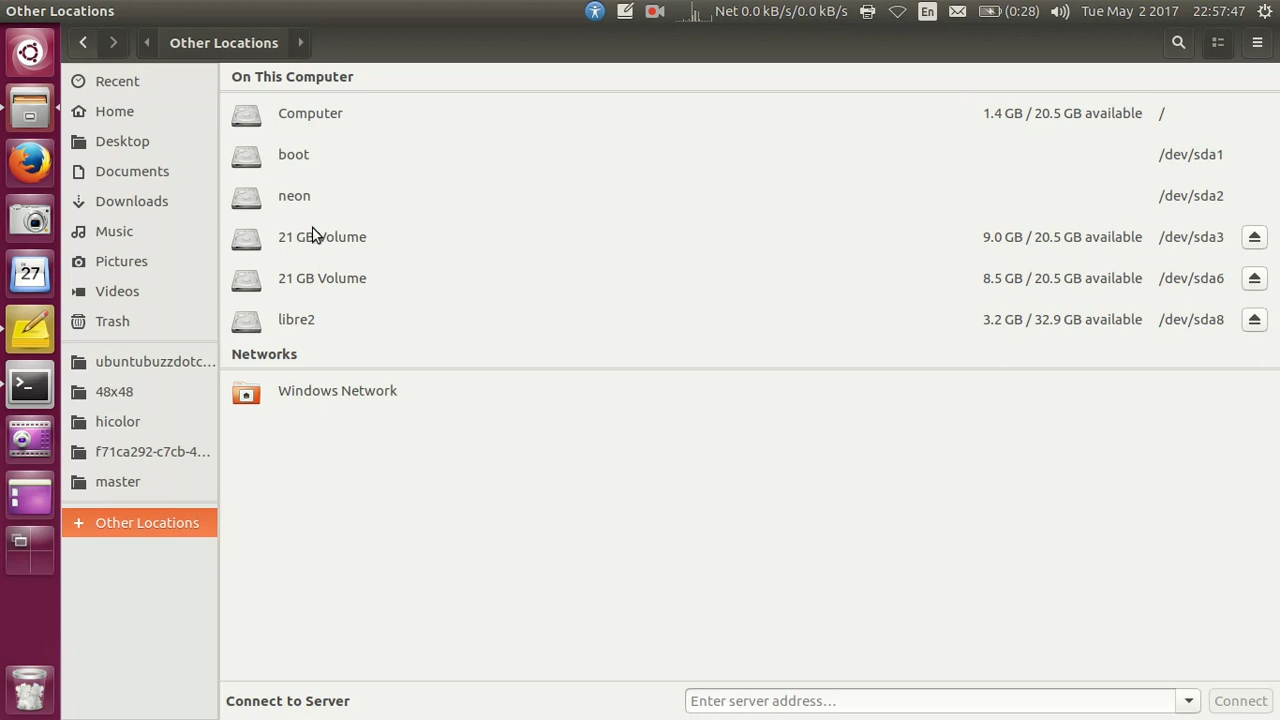 Other Locations
Net 0.0 kB/s/0.0 kB/s
En
(0:28)
Tue May 2 2017
22:57:47
Other Locations
Recent
Home
Desktop
Documents
Downloads
Music
Pictures
Videos
Trash
ubuntubuzzdotc...
48x48
hicolor
f71ca292-c7cb-4...
master
+ Other Locations
27
On This Computer
Computer 1.4 GB / 20.5 GB available /
boot /dev/sda1
neon /dev/sda2
21 GB Volume 9.0 GB / 20.5 GB available /dev/sda3
21 GB Volume 8.5 GB / 20.5 GB available /dev/sda6
libre2 3.2 GB / 32.9 GB available /dev/sda8
Networks
Windows Network
Connect to Server Enter server address... Connect